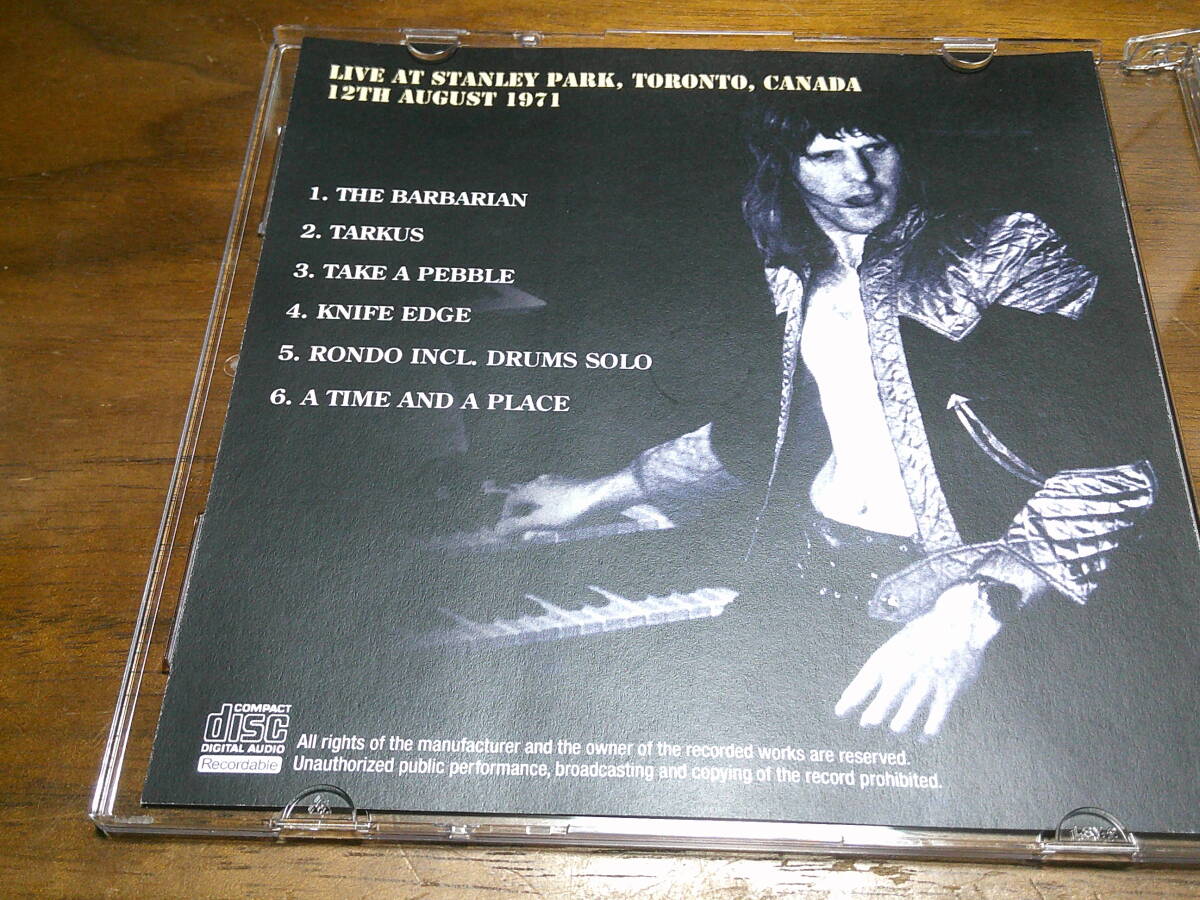 LIVE AT STANLEY PARK, TORONTO, CANADA
12TH AUGUST 1971
1. THE BARBARIAN
2. TARKUS
3. TAKE A PEBBLE
4. KNIFE EDGE
5. RONDO INCL. DRUMS SOLO
6. A TIME AND A PLACE
COMPACT
disc
DIGITAL AUDIO
Recordable
All rights of the manufacturer and the owner of the recorded works are reserved.
Unauthorized public performance, broadcasting and copying of the record prohibited.